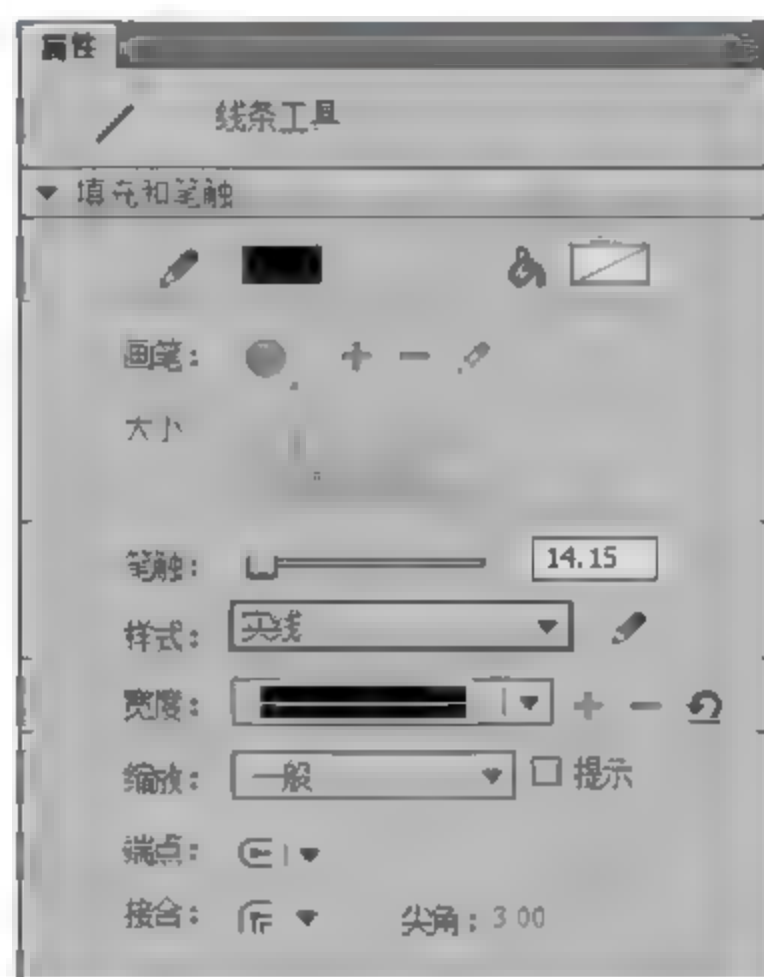 属性
线条工具
填充和笔触
画笔：
大小
笔触： 14.15
样式： 实线
宽度：
缩放： 一般 提示
端点：
接合： 尖角：3.00